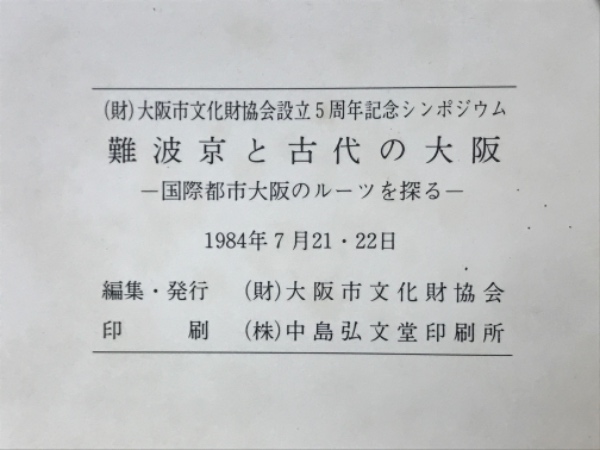 (財)大阪市文化財協会設立5周年記念シンポジウム
難波京と古代の大阪
―国際都市大阪のルーツを探る―
1984年7月21・22日
編集・発行 (財)大阪市文化財協会
印刷 (株)中島弘文堂印刷所